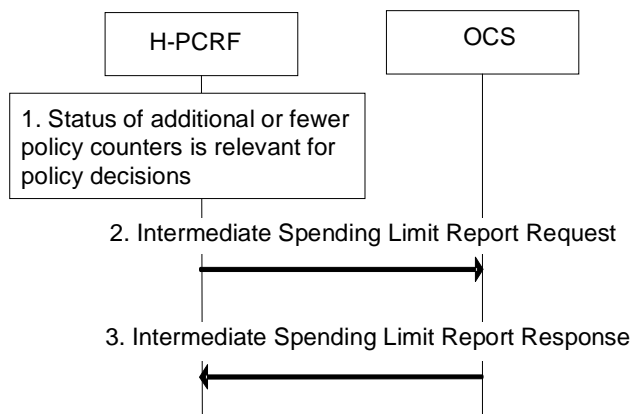 H-PCRF
OCS
1. Status of additional or fewer
policy counters is relevant for
policy decisions
2. Intermediate Spending Limit Report Request
3. Intermediate Spending Limit Report Response